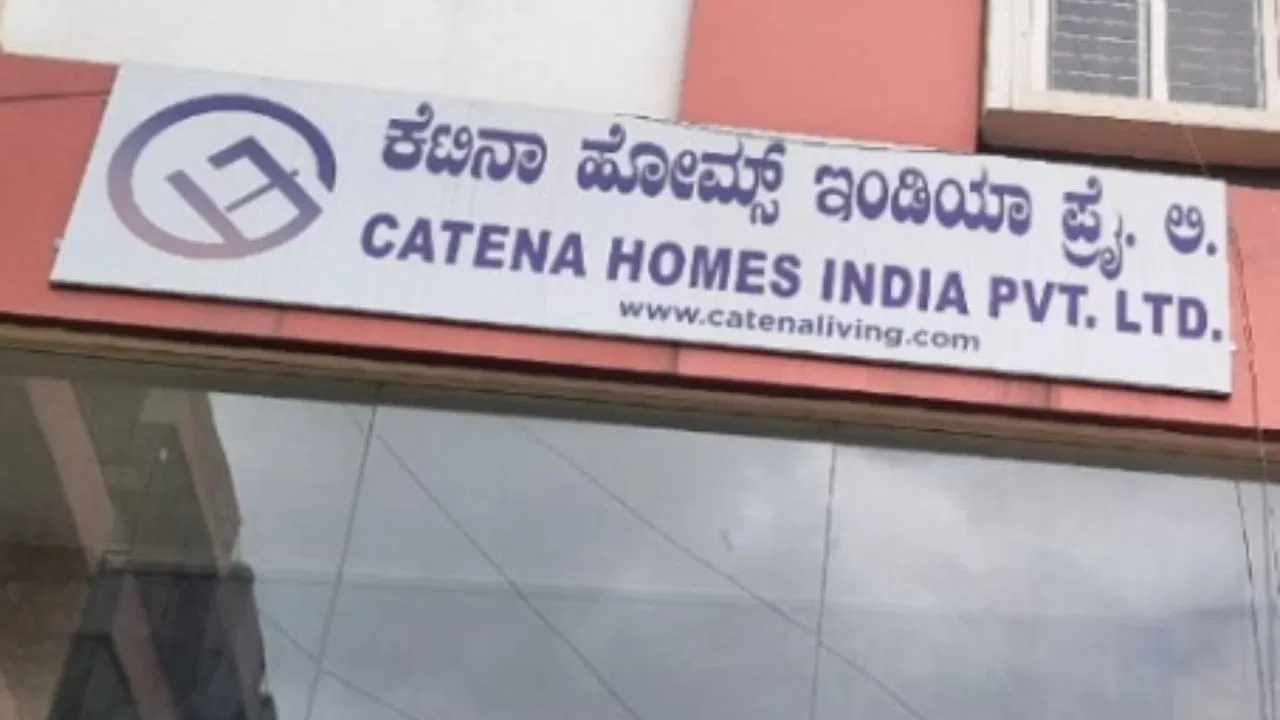 ಕೆಟಿನಾ ಹೋಮ್ಸ್ ಇಂಡಿಯಾ ಪ್ರೈ. ಲಿ.
CATENA HOMES INDIA PVT. LTD.
www.catenaliving.com